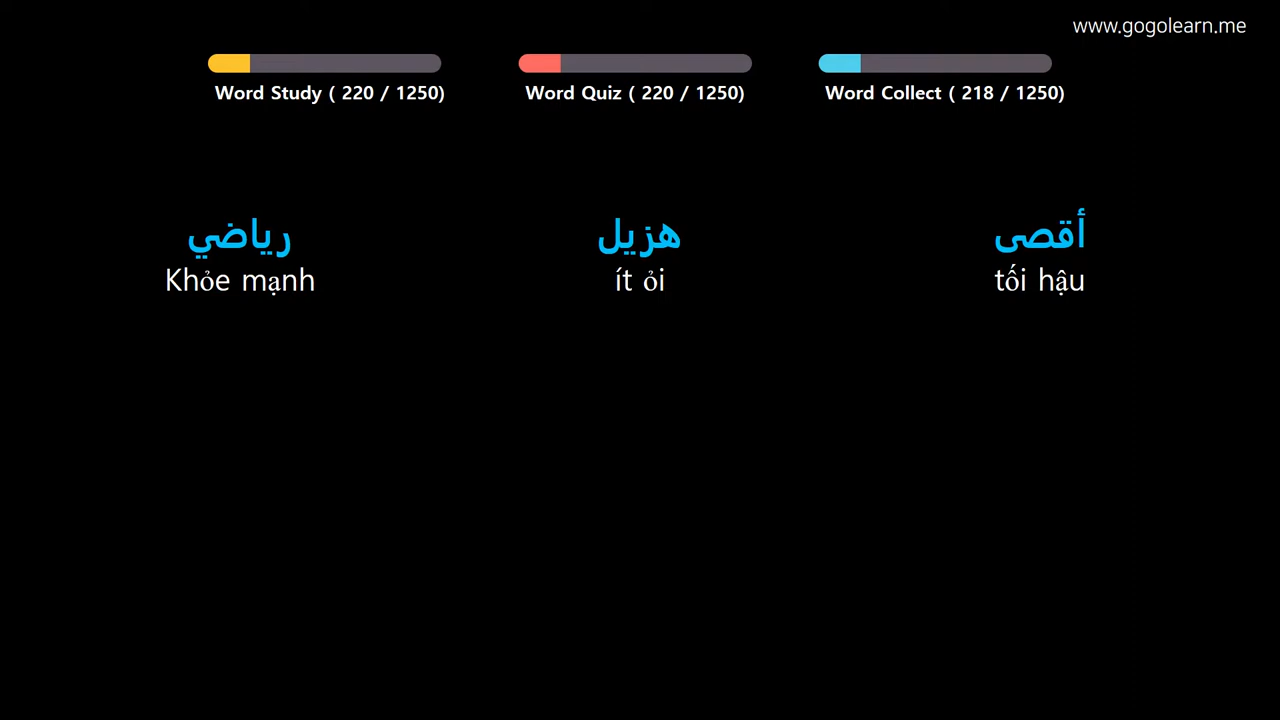 www.gogolearn.me
Word Study ( 220 / 1250)
Word Quiz ( 220 / 1250)
Word Collect ( 218 / 1250)
رياضي
Khỏe mạnh
هزيل
ít ỏi
أقصى
tối hậu